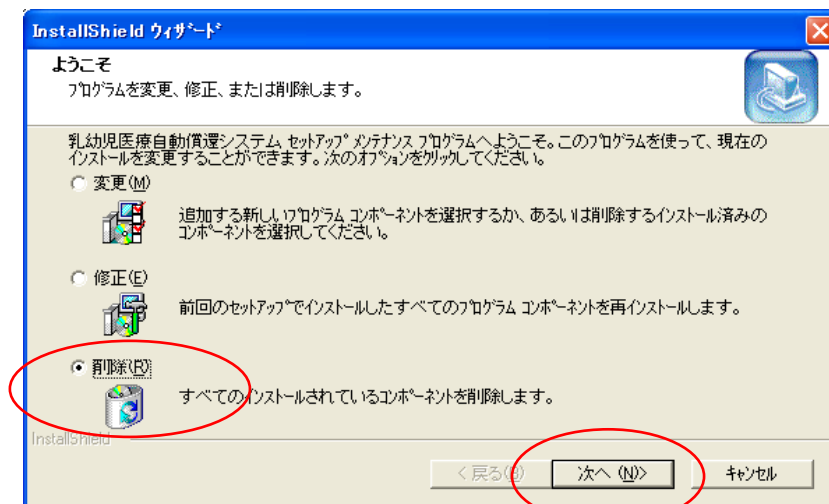 InstallShield ウィザード
ようこそ
プログラムを変更、修正、または削除します。
乳幼児医療自動償還システム セットアップ メンテナンス プログラムへようこそ。このプログラムを使って、現在の
インストールを変更することができます。次のオプションをクリックしてください。
変更(M)
追加する新しいプログラム コンポーネントを選択するか、あるいは削除するインストール済みの
コンポーネントを選択してください。
修正(E)
前回のセットアップでインストールしたすべてのプログラム コンポーネントを再インストールします。
削除(R)
すべてのインストールされているコンポーネントを削除します。
InstallShield
< 戻る(B) 次へ (N)> キャンセル